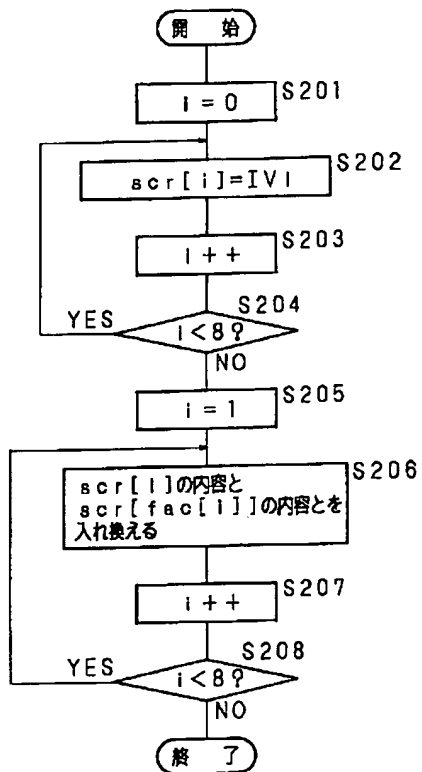 開 始
i = 0
S201
scr[i]=IVI
S202
i++
S203
S204
YES
i<8?
NO
i = 1
S205
S206
scr[i]の内容と
scr[fac[i]]の内容とを
入れ換える
i++
S207
S208
YES
i<8?
NO
終 了